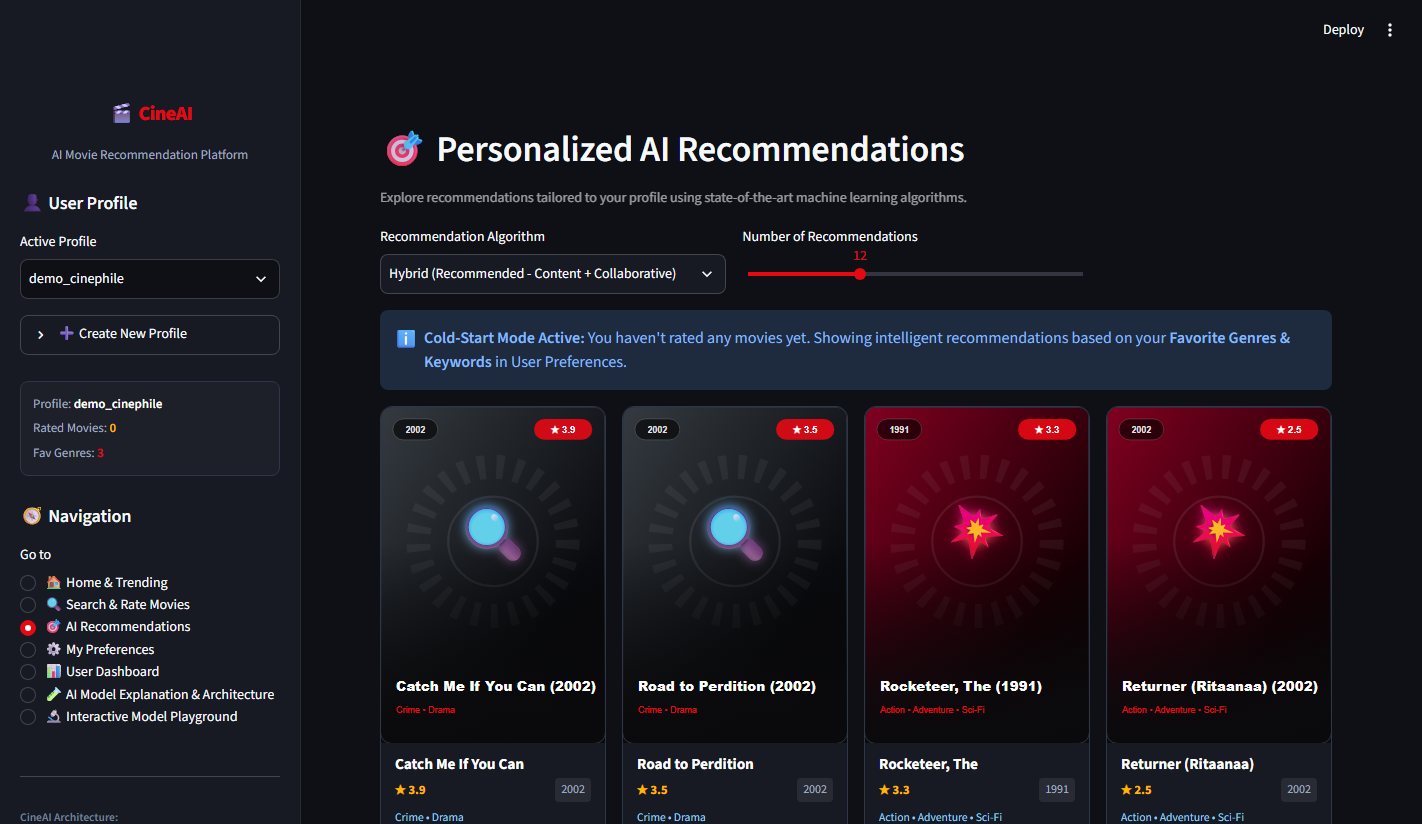 Deploy
CineAI
AI Movie Recommendation Platform
User Profile
Active Profile
demo_cinephile
Create New Profile
Profile: demo_cinephile
Rated Movies: 0
Fav Genres: 3
Navigation
Go to
Home & Trending
Search & Rate Movies
AI Recommendations
My Preferences
User Dashboard
AI Model Explanation & Architecture
Interactive Model Playground
CineAI Architecture:
Personalized AI Recommendations
Explore recommendations tailored to your profile using state-of-the-art machine learning algorithms.
Recommendation Algorithm
Hybrid (Recommended - Content + Collaborative)
Number of Recommendations
12
Cold-Start Mode Active: You haven't rated any movies yet. Showing intelligent recommendations based on your Favorite Genres &
Keywords in User Preferences.
2002 ★ 3.9
Catch Me If You Can (2002)
Crime • Drama
Catch Me If You Can
★ 3.9 2002
Crime • Drama
2002 ★ 3.5
Road to Perdition (2002)
Crime • Drama
Road to Perdition
★ 3.5 2002
Crime • Drama
1991 ★ 3.3
Rocketeer, The (1991)
Action • Adventure • Sci-Fi
Rocketeer, The
★ 3.3 1991
Action • Adventure • Sci-Fi
2002 ★ 2.5
Returner (Ritaanaa) (2002)
Action • Adventure • Sci-Fi
Returner (Ritaanaa)
★ 2.5 2002
Action • Adventure • Sci-Fi